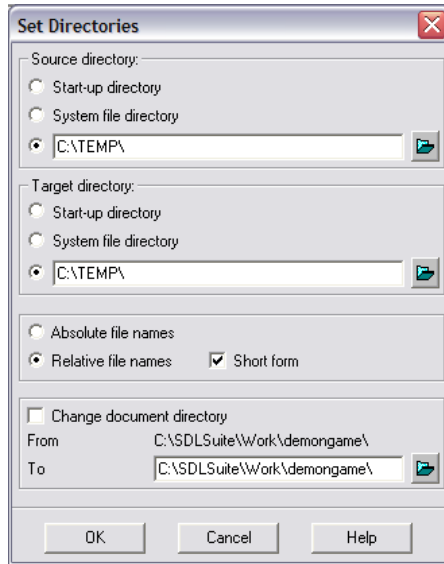 Set Directories
Source directory:
Start-up directory
System file directory
C:\TEMP\
Target directory:
Start-up directory
System file directory
C:\TEMP\
Absolute file names
Relative file names Short form
Change document directory
From C:\SDLSuite\Work\demongame\
To C:\SDLSuite\Work\demongame\
OK Cancel Help